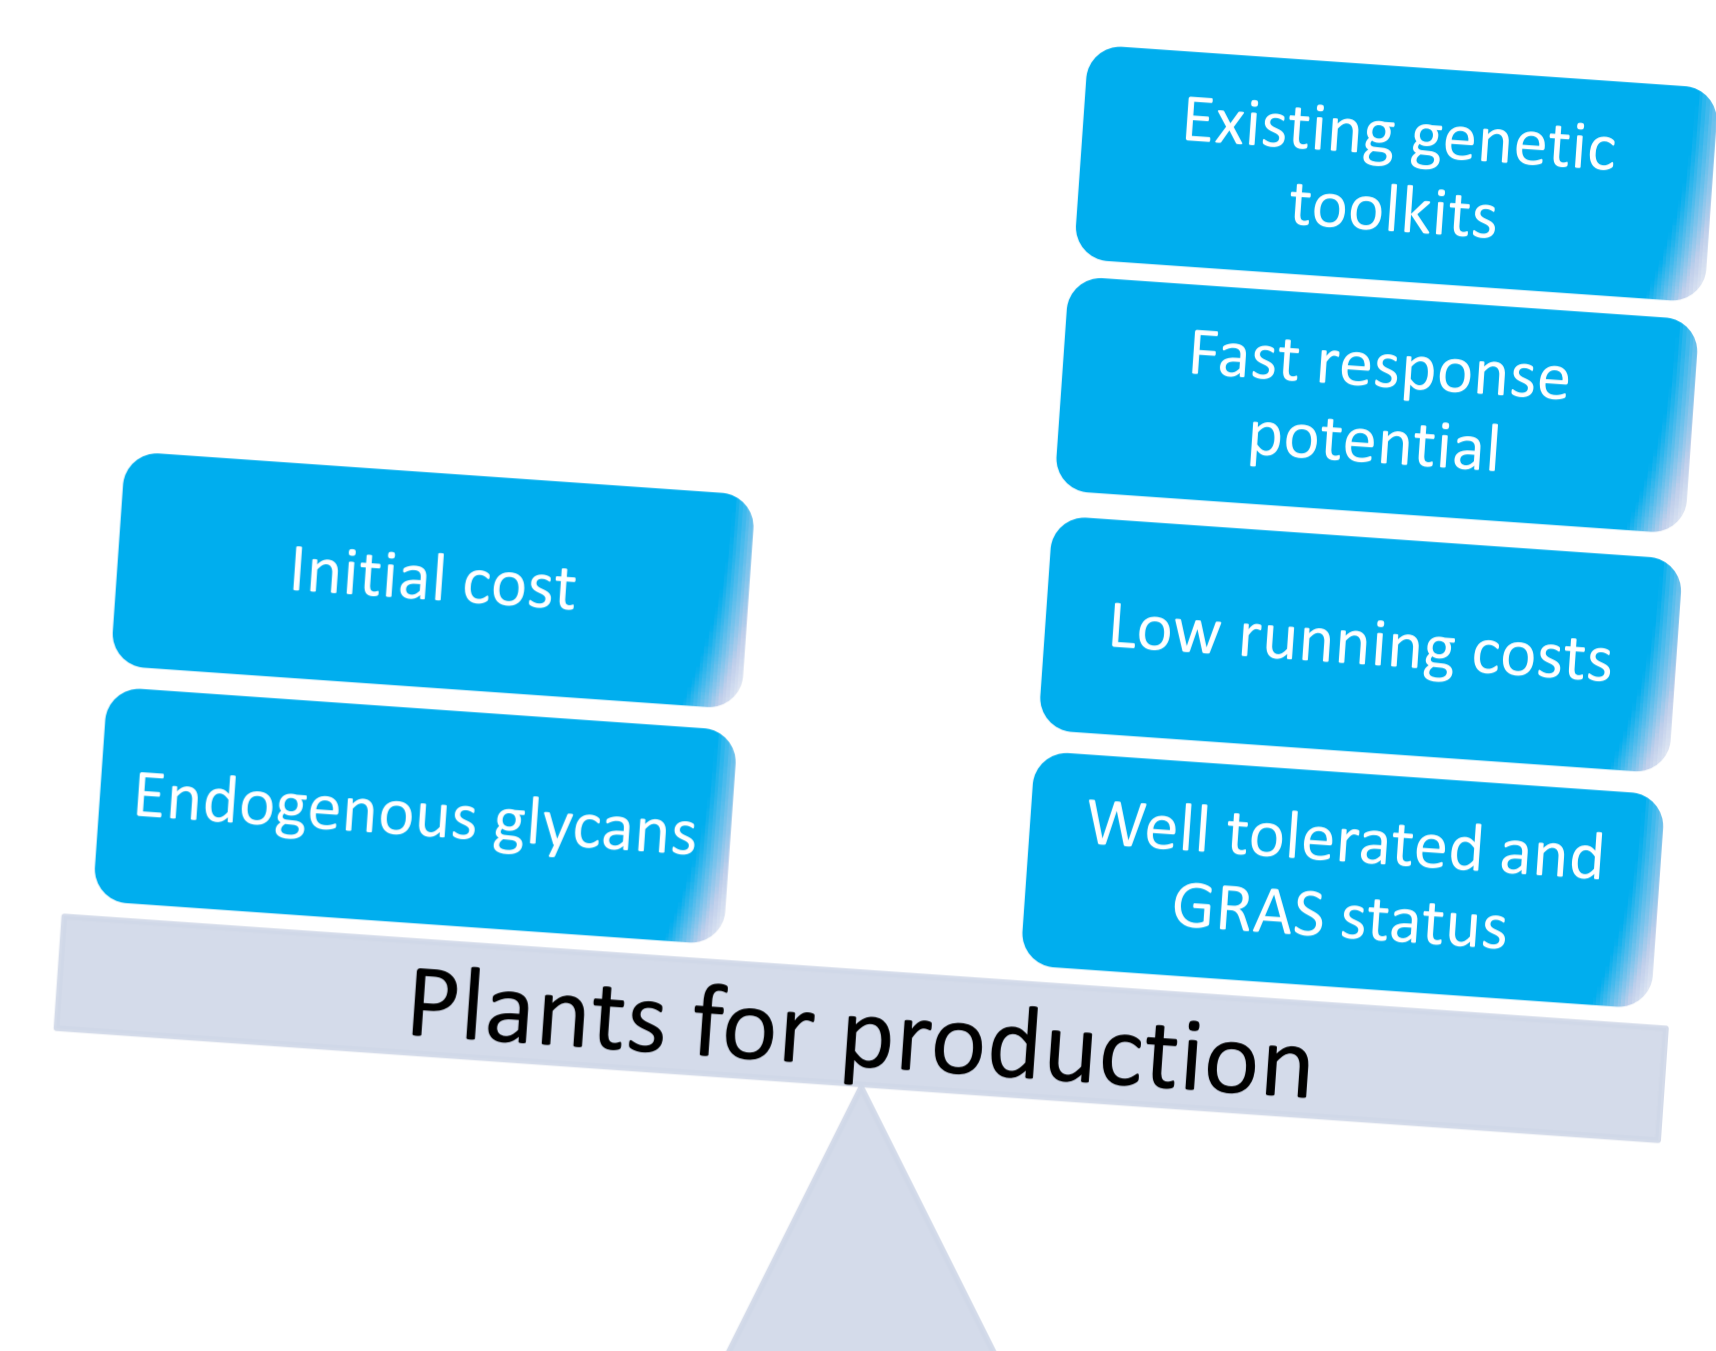 Initial cost
Endogenous glycans
Existing genetic
toolkits
Fast response
potential
Low running costs
Well tolerated and
GRAS status
Plants for production